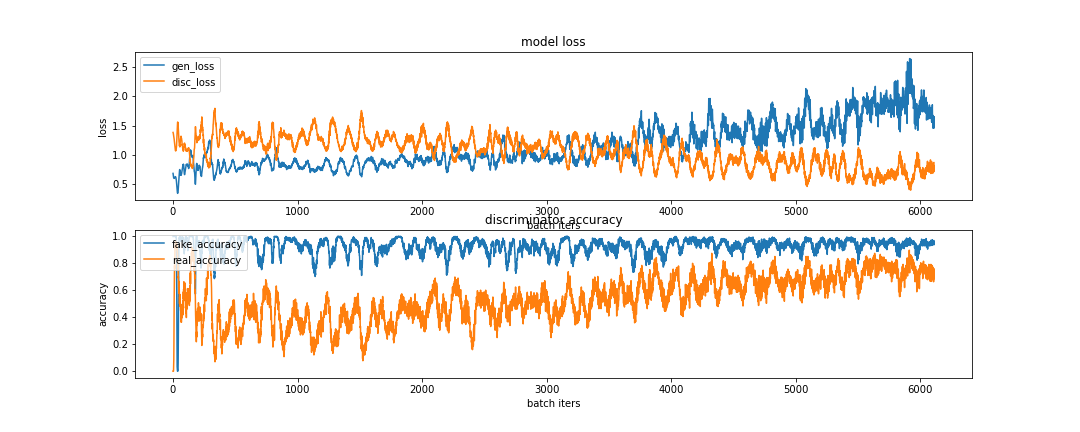 model loss
gen_loss
disc_loss
loss
2.5
2.0
1.5
1.0
0.5
0 1000 2000 3000 4000 5000 6000
batch iters
discriminator accuracy
fake_accuracy
real_accuracy
accuracy
1.0
0.8
0.6
0.4
0.2
0.0
0 1000 2000 3000 4000 5000 6000
batch iters